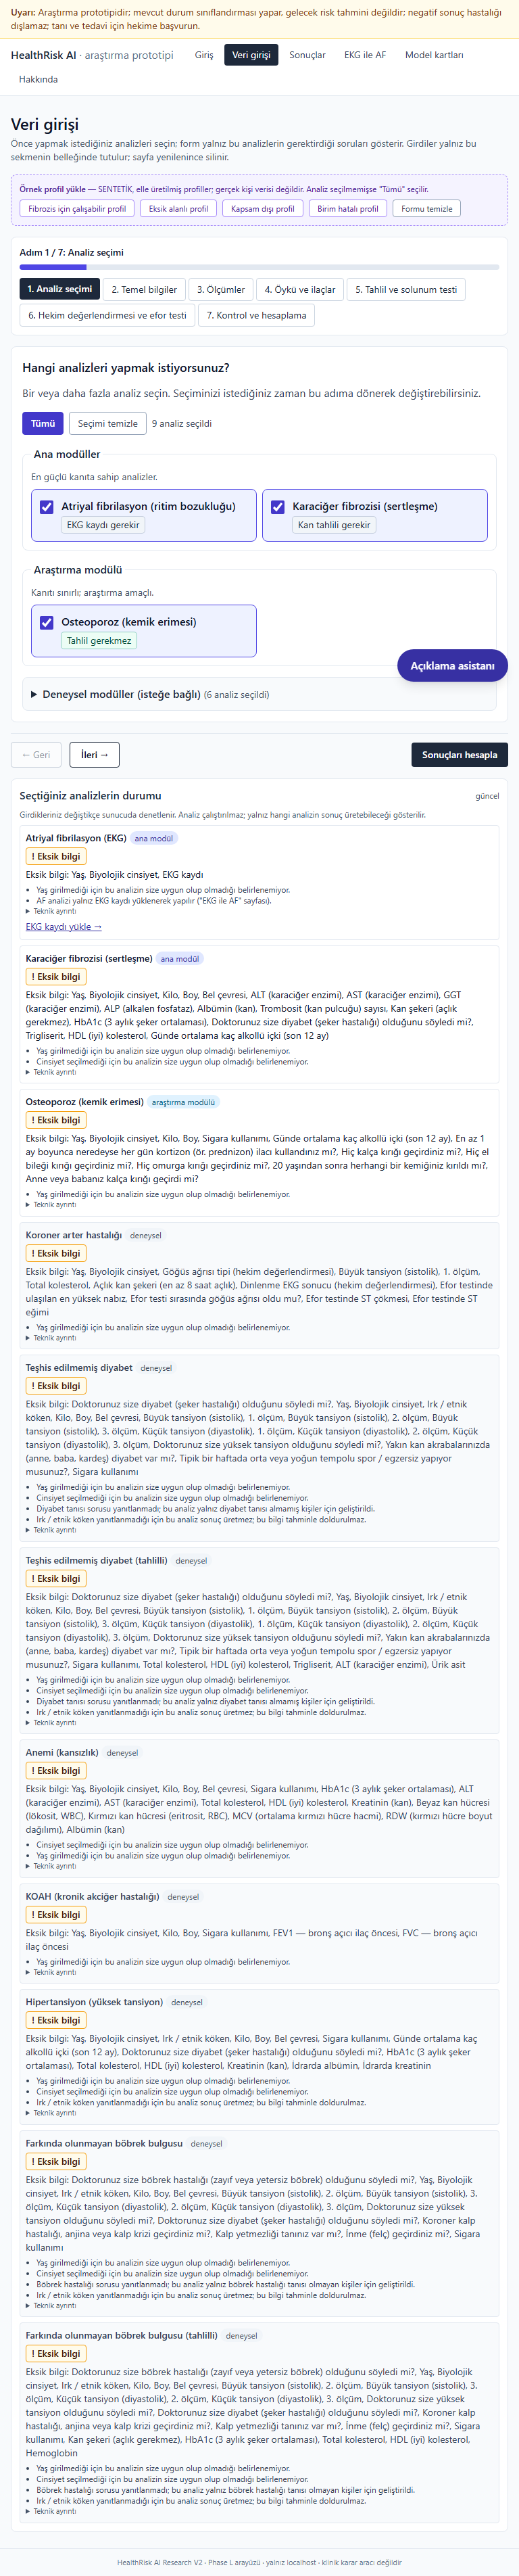 Uyarı: Araştırma prototipidir; mevcut durum sınıflandırması yapar. gelecek risk tahmini değildir; negatif sonuç hastalığı
dışlamaz; tanı ve tedavi için hekime başvurun.
HealthRisk AI · araştırma prototipi
Giriş
Veri girişi
Sonuçlar
EKG ile AF
Model kartları
Hakkında
Veri girişi
Önce yapmak istediğiniz analizleri seçin; form yalnız bu analizlerin gerektirdiği soruları gösterir. Girdiler yalnız bu
sekmenin belleğinde tutulur; sayfa yenilenince silinir.
Örnek profil yükle — SENTETİK, elle üretilmiş profiller; gerçek kişi verisi değildir. Analiz seçilmemişse "Tümü" seçilir.
Fibrozis için çalışabilir profil
Eksik alanlı profil
Kapsam dışı profil
Birim hatalı profil
Formu temizle
Adım 1 / 7: Analiz seçimi
1. Analiz seçimi
2. Temel bilgiler
3. Ölçümler
4. Öykü ve ilaçlar
5. Tahlil ve solunum testi
6. Hekim değerlendirmesi ve efor testi
7. Kontrol ve hesaplama
Hangi analizleri yapmak istiyorsunuz?
Bir veya daha fazla analiz seçin. Seçiminizi istediğiniz zaman bu adıma dönerek değiştirebilirsiniz.
Tümü
Seçimi temizle
9 analiz seçildi
Ana modüller
En güçlü kanıta sahip analizler.
Atriyal fibrilasyon (ritim bozukluğu)
EKG kaydı gerekir
Karaciğer fibrozisi (sertleşme)
Kan tahlili gerekir
Araştırma modülü
Kanıtı sınırlı; araştırma amaçlı.
Osteoporoz (kemik erimesi)
Tahlil gerekmez
Açıklama asistanı
▶ Deneysel modüller (isteğe bağlı) (6 analiz seçildi)
← Geri
İleri →
Sonuçları hesapla
Seçtiğiniz analizlerin durumu
güncel
Girdikleriniz değiştikçe sunucuda denetlenir. Analiz çalıştırılmaz; yalnız hangi analizin sonuç üretebileceği gösterilir.
Atriyal fibrilasyon (EKG) ana modül
! Eksik bilgi
Eksik bilgi: Yaş, Biyolojik cinsiyet, EKG kaydı
• Yaş girilmediği için bu analizin size uygun olup olmadığı belirlenemiyor.
• AF analizi yalnız EKG kaydı yüklenerek yapılır ("EKG ile AF" sayfası).
▶ Teknik ayrıntı
EKG kaydı yükle →
Karaciğer fibrozisi (sertleşme) ana modül
! Eksik bilgi
Eksik bilgi: Yaş, Biyolojik cinsiyet, Kilo, Boy, Bel çevresi, ALT (karaciğer enzimi), AST (karaciğer enzimi), GGT
(karaciğer enzimi), ALP (alkalen fosfataz), Albümin (kan), Trombosit (kan pulcuğu) sayısı, Kan şekeri (açlık
gerekmez), HbA1c (3 aylık şeker ortalaması), Doktorunuz size diyabet (şeker hastalığı) olduğunu söyledi mi?,
Trigliserit, HDL (iyi) kolesterol, Günde ortalama kaç alkollü içki (son 12 ay)
• Yaş girilmediği için bu analizin size uygun olup olmadığı belirlenemiyor.
• Cinsiyet seçilmediği için bu analizin size uygun olup olmadığı belirlenemiyor.
▶ Teknik ayrıntı
Osteoporoz (kemik erimesi) araştırma modülü
! Eksik bilgi
Eksik bilgi: Yaş, Biyolojik cinsiyet, Kilo, Boy, Sigara kullanımı, Günde ortalama kaç alkollü içki (son 12 ay), En az 1
ay boyunca neredeyse her gün kortizon (ör. prednizon) ilacı kullandınız mı?, Hiç kalça kırığı geçirdiniz mi?, Hiç el
bileği kırığı geçirdiniz mi?, Hiç omurga kırığı geçirdiniz mi?, 20 yaşından sonra herhangi bir kemiğiniz kırıldı mı?,
Anne veya babanız kalça kırığı geçirdi mi?
• Yaş girilmediği için bu analizin size uygun olup olmadığı belirlenemiyor.
▶ Teknik ayrıntı
Koroner arter hastalığı deneysel
! Eksik bilgi
Eksik bilgi: Yaş, Biyolojik cinsiyet, Göğüs ağrısı tipi (hekim değerlendirmesi), Büyük tansiyon (sistolik), 1. ölçüm,
Total kolesterol, Açlık kan şekeri (en az 8 saat açlık), Dinlenme EKG sonucu (hekim değerlendirmesi), Efor testinde
ulaşılan en yüksek nabız, Efor testi sırasında göğüs ağrısı oldu mu?, Efor testinde ST çökmesi, Efor testinde ST
eğimi
• Yaş girilmediği için bu analizin size uygun olup olmadığı belirlenemiyor.
▶ Teknik ayrıntı
Teşhis edilmemiş diyabet deneysel
! Eksik bilgi
Eksik bilgi: Doktorunuz size diyabet (şeker hastalığı) olduğunu söyledi mi?, Yaş, Biyolojik cinsiyet, Irk / etnik
köken, Kilo, Boy, Bel çevresi, Büyük tansiyon (sistolik), 1. ölçüm, Büyük tansiyon (sistolik), 2. ölçüm, Büyük
tansiyon (sistolik), 3. ölçüm, Küçük tansiyon (diyastolik), 1. ölçüm, Küçük tansiyon (diyastolik), 2. ölçüm, Küçük
tansiyon (diyastolik), 3. ölçüm, Doktorunuz size yüksek tansiyon olduğunu söyledi mi?, Yakın kan akrabalarınızda
(anne, baba, kardeş) diyabet var mı?, Tipik bir haftada orta veya yoğun tempolu spor / egzersiz yapıyor
musunuz?, Sigara kullanımı
• Yaş girilmediği için bu analizin size uygun olup olmadığı belirlenemiyor.
• Cinsiyet seçilmediği için bu analizin size uygun olup olmadığı belirlenemiyor.
• Diyabet tanısı sorusu yanıtlanmadı; bu analiz yalnız diyabet tanısı almamış kişiler için geliştirildi.
• Irk / etnik köken yanıtlanmadığı için bu analiz sonuç üretmez; bu bilgi tahminle doldurulmaz.
▶ Teknik ayrıntı
Teşhis edilmemiş diyabet (tahlilli) deneysel
! Eksik bilgi
Eksik bilgi: Doktorunuz size diyabet (şeker hastalığı) olduğunu söyledi mi?, Yaş, Biyolojik cinsiyet, Irk / etnik
köken, Kilo, Boy, Bel çevresi, Büyük tansiyon (sistolik), 1. ölçüm, Büyük tansiyon (sistolik), 2. ölçüm, Büyük
tansiyon (sistolik), 3. ölçüm, Küçük tansiyon (diyastolik), 1. ölçüm, Küçük tansiyon (diyastolik), 2. ölçüm, Küçük
tansiyon (diyastolik), 3. ölçüm, Doktorunuz size yüksek tansiyon olduğunu söyledi mi?, Yakın kan akrabalarınızda
(anne, baba, kardeş) diyabet var mı?, Tipik bir haftada orta veya yoğun tempolu spor / egzersiz yapıyor
musunuz?, Sigara kullanımı, Total kolesterol, HDL (iyi) kolesterol, Trigliserit, ALT (karaciğer enzimi), Ürik asit
• Yaş girilmediği için bu analizin size uygun olup olmadığı belirlenemiyor.
• Cinsiyet seçilmediği için bu analizin size uygun olup olmadığı belirlenemiyor.
• Diyabet tanısı sorusu yanıtlanmadı; bu analiz yalnız diyabet tanısı almamış kişiler için geliştirildi.
• Irk / etnik köken yanıtlanmadığı için bu analiz sonuç üretmez; bu bilgi tahminle doldurulmaz.
▶ Teknik ayrıntı
Anemi (kansızlık) deneysel
! Eksik bilgi
Eksik bilgi: Yaş, Biyolojik cinsiyet, Kilo, Boy, Bel çevresi, Sigara kullanımı, HbA1c (3 aylık şeker ortalaması), ALT
(karaciğer enzimi), AST (karaciğer enzimi), Total kolesterol, HDL (iyi) kolesterol, Kreatinin (kan), Beyaz kan hücresi
(lökosit, WBC), Kırmızı kan hücresi (eritrosit, RBC), MCV (ortalama kırmızı hücre hacmi), RDW (kırmızı hücre boyut
dağılımı), Albümin (kan)
• Cinsiyet seçilmediği için bu analizin size uygun olup olmadığı belirlenemiyor.
• Yaş girilmediği için bu analizin size uygun olup olmadığı belirlenemiyor.
▶ Teknik ayrıntı
KOAH (kronik akciğer hastalığı) deneysel
! Eksik bilgi
Eksik bilgi: Yaş, Biyolojik cinsiyet, Kilo, Boy, Sigara kullanımı, FEV1 — bronş açıcı ilaç öncesi, FVC — bronş açıcı
ilaç öncesi
• Yaş girilmediği için bu analizin size uygun olup olmadığı belirlenemiyor.
▶ Teknik ayrıntı
Hipertansiyon (yüksek tansiyon) deneysel
! Eksik bilgi
Eksik bilgi: Yaş, Biyolojik cinsiyet, Irk / etnik köken, Kilo, Boy, Bel çevresi, Sigara kullanımı, Günde ortalama kaç
alkollü içki (son 12 ay), Doktorunuz size diyabet (şeker hastalığı) olduğunu söyledi mi?, HbA1c (3 aylık şeker
ortalaması), Total kolesterol, HDL (iyi) kolesterol, Kreatinin (kan), İdrarda albümin, İdrarda kreatinin
• Yaş girilmediği için bu analizin size uygun olup olmadığı belirlenemiyor.
• Cinsiyet seçilmediği için bu analizin size uygun olup olmadığı belirlenemiyor.
• Irk / etnik köken yanıtlanmadığı için bu analiz sonuç üretmez; bu bilgi tahminle doldurulmaz.
▶ Teknik ayrıntı
Farkında olunmayan böbrek bulgusu deneysel
! Eksik bilgi
Eksik bilgi: Doktorunuz size böbrek hastalığı (zayıf veya yetersiz böbrek) olduğunu söyledi mi?, Yaş, Biyolojik
cinsiyet, Irk / etnik köken, Kilo, Boy, Bel çevresi, Büyük tansiyon (sistolik), 2. ölçüm, Büyük tansiyon (sistolik), 3.
ölçüm, Küçük tansiyon (diyastolik), 2. ölçüm, Küçük tansiyon (diyastolik), 3. ölçüm, Doktorunuz size yüksek
tansiyon olduğunu söyledi mi?, Doktorunuz size diyabet (şeker hastalığı) olduğunu söyledi mi?, Koroner kalp
hastalığı, anjina veya kalp krizi geçirdiniz mi?, Kalp yetmezliği tanınız var mı?, İnme (felç) geçirdiniz mi?, Sigara
kullanımı
• Yaş girilmediği için bu analizin size uygun olup olmadığı belirlenemiyor.
• Cinsiyet seçilmediği için bu analizin size uygun olup olmadığı belirlenemiyor.
• Böbrek hastalığı sorusu yanıtlanmadı; bu analiz yalnız böbrek hastalığı tanısı olmayan kişiler için geliştirildi.
• Irk / etnik köken yanıtlanmadığı için bu analiz sonuç üretmez; bu bilgi tahminle doldurulmaz.
▶ Teknik ayrıntı
Farkında olunmayan böbrek bulgusu (tahlilli) deneysel
! Eksik bilgi
Eksik bilgi: Doktorunuz size böbrek hastalığı (zayıf veya yetersiz böbrek) olduğunu söyledi mi?, Yaş, Biyolojik
cinsiyet, Irk / etnik köken, Kilo, Boy, Bel çevresi, Büyük tansiyon (sistolik), 2. ölçüm, Büyük tansiyon (sistolik), 3.
ölçüm, Küçük tansiyon (diyastolik), 2. ölçüm, Küçük tansiyon (diyastolik), 3. ölçüm, Doktorunuz size yüksek
tansiyon olduğunu söyledi mi?, Doktorunuz size diyabet (şeker hastalığı) olduğunu söyledi mi?, Koroner kalp
hastalığı, anjina veya kalp krizi geçirdiniz mi?, Kalp yetmezliği tanınız var mı?, İnme (felç) geçirdiniz mi?, Sigara
kullanımı, Kan şekeri (açlık gerekmez), HbA1c (3 aylık şeker ortalaması), Total kolesterol, HDL (iyi) kolesterol,
Hemoglobin
• Yaş girilmediği için bu analizin size uygun olup olmadığı belirlenemiyor.
• Cinsiyet seçilmediği için bu analizin size uygun olup olmadığı belirlenemiyor.
• Böbrek hastalığı sorusu yanıtlanmadı; bu analiz yalnız böbrek hastalığı tanısı olmayan kişiler için geliştirildi.
• Irk / etnik köken yanıtlanmadığı için bu analiz sonuç üretmez; bu bilgi tahminle doldurulmaz.
▶ Teknik ayrıntı
HealthRisk AI Research V2 · Phase L arayüzü · yalnız localhost · klinik karar aracı değildir